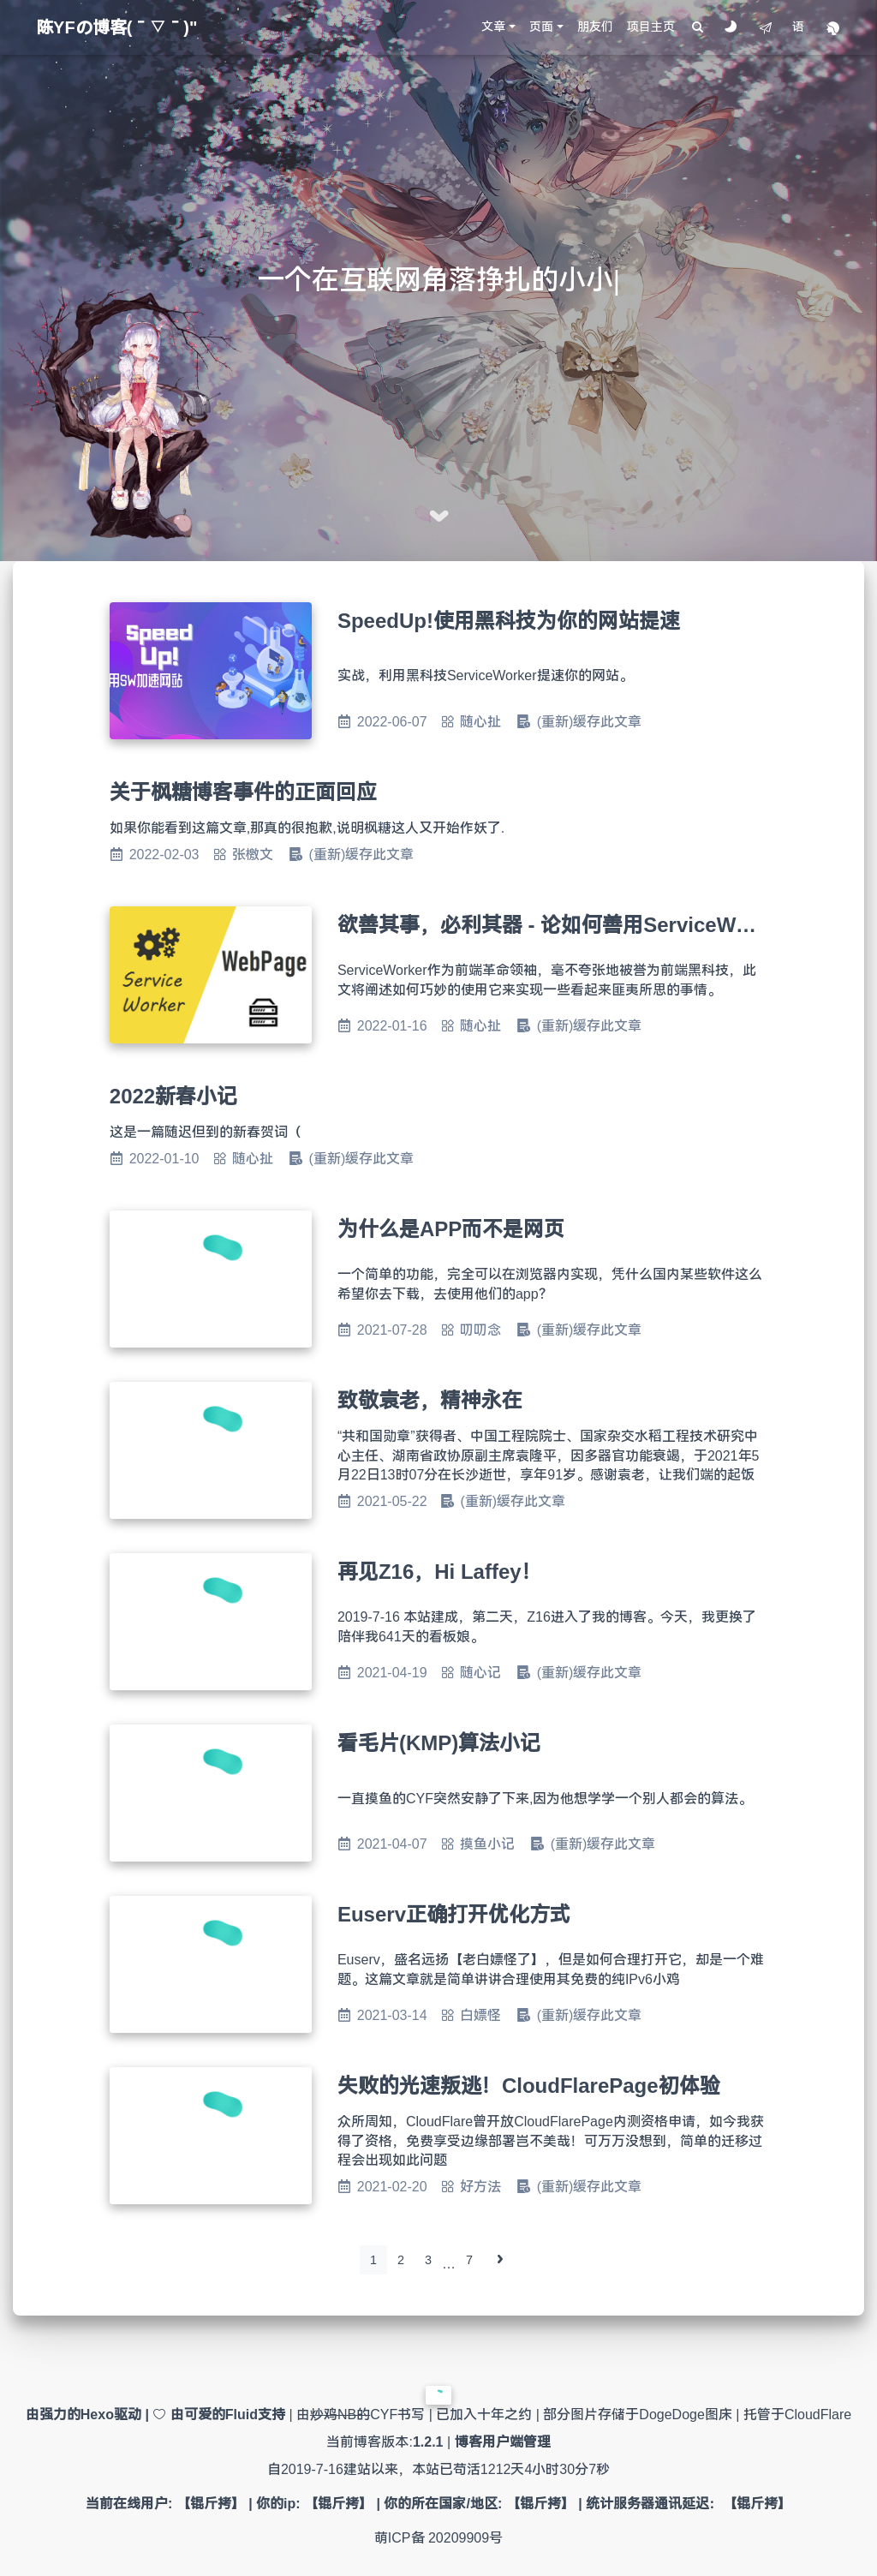 陈YFの博客(ˉ▽ˉ)"
文章 页面 朋友们 项目主页 语
一个在互联网角落挣扎的小小|
Speed
Up!
用SW加速网站
SpeedUp!使用黑科技为你的网站提速
实战，利用黑科技ServiceWorker提速你的网站。
2022-06-07 随心扯 (重新)缓存此文章
关于枫糖博客事件的正面回应
如果你能看到这篇文章,那真的很抱歉,说明枫糖这人又开始作妖了.
2022-02-03 张檄文 (重新)缓存此文章
Service
Worker
WebPage
欲善其事，必利其器 - 论如何善用ServiceW…
ServiceWorker作为前端革命领袖，毫不夸张地被誉为前端黑科技，此
文将阐述如何巧妙的使用它来实现一些看起来匪夷所思的事情。
2022-01-16 随心扯 (重新)缓存此文章
2022新春小记
这是一篇随迟但到的新春贺词（
2022-01-10 随心扯 (重新)缓存此文章
为什么是APP而不是网页
一个简单的功能，完全可以在浏览器内实现，凭什么国内某些软件这么
希望你去下载，去使用他们的app？
2021-07-28 叨叨念 (重新)缓存此文章
致敬袁老，精神永在
“共和国勋章”获得者、中国工程院院士、国家杂交水稻工程技术研究中
心主任、湖南省政协原副主席袁隆平，因多器官功能衰竭，于2021年5
月22日13时07分在长沙逝世，享年91岁。感谢袁老，让我们端的起饭
2021-05-22 (重新)缓存此文章
再见Z16，Hi Laffey！
2019-7-16 本站建成，第二天，Z16进入了我的博客。今天，我更换了
陪伴我641天的看板娘。
2021-04-19 随心记 (重新)缓存此文章
看毛片(KMP)算法小记
一直摸鱼的CYF突然安静了下来,因为他想学学一个别人都会的算法。
2021-04-07 摸鱼小记 (重新)缓存此文章
Euserv正确打开优化方式
Euserv，盛名远扬【老白嫖怪了】，但是如何合理打开它，却是一个难
题。这篇文章就是简单讲讲合理使用其免费的纯IPv6小鸡
2021-03-14 白嫖怪 (重新)缓存此文章
失败的光速叛逃！CloudFlarePage初体验
众所周知，CloudFlare曾开放CloudFlarePage内测资格申请，如今我获
得了资格，免费享受边缘部署岂不美哉！可万万没想到，简单的迁移过
程会出现如此问题
2021-02-20 好方法 (重新)缓存此文章
1 2 3 … 7
由强力的Hexo驱动 | ♡ 由可爱的Fluid支持 | 由炒鸡NB的CYF书写 | 已加入十年之约 | 部分图片存储于DogeDoge图床 | 托管于CloudFlare
当前博客版本:1.2.1 | 博客用户端管理
自2019-7-16建站以来，本站已苟活1212天4小时30分7秒
当前在线用户: 【锟斤拷】 | 你的ip: 【锟斤拷】 | 你的所在国家/地区: 【锟斤拷】 | 统计服务器通讯延迟: 【锟斤拷】
萌ICP备 20209909号